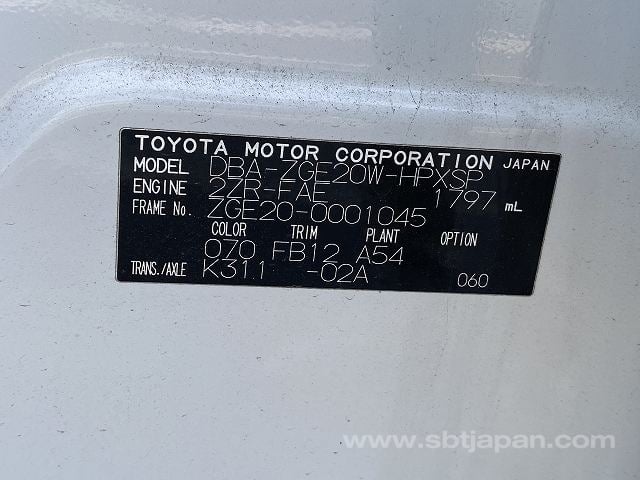 TOYOTA MOTOR CORPORATION JAPAN
MODEL DBA-ZGE20W-HPXSP
ENGINE 2ZR-FAE 1797 mL
FRAME No. ZGE20-0001045
COLOR TRIM PLANT OPTION
070 FB12 A54
TRANS./AXLE K311 -02A 060
www.sbtjapan.com